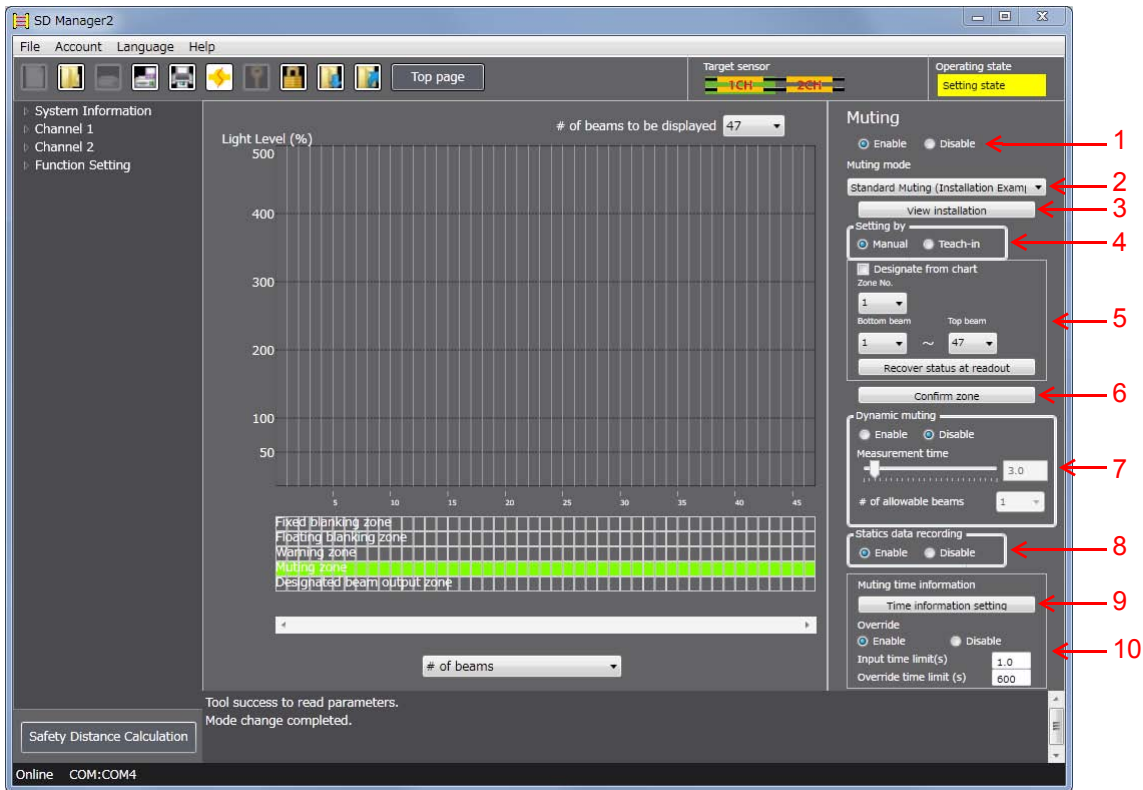 SD Manager2
File Account Language Help
Top page
Target sensor
1CH 2CH
Operating state
Setting state
System Information
Channel 1
Channel 2
Function Setting
# of beams to be displayed 47
Light Level (%)
500
400
300
200
100
50
5 10 15 20 25 30 35 40 45
Fixed blanking zone
Floating blanking zone
Warning zone
Muting zone
Designated beam output zone
# of beams
Muting
Enable Disable 1
Muting mode
Standard Muting (Installation Examp 2
View installation 3
Setting by
Manual Teach-in 4
Designate from chart
Zone No.
1
Bottom beam Top beam 5
1 ~ 47
Recover status at readout
Confirm zone 6
Dynamic muting
Enable Disable
Measurement time
3.0 7
# of allowable beams 1
Statics data recording
Enable Disable 8
Muting time information
Time information setting 9
Override
Enable Disable 10
Input time limit(s) 1.0
Override time limit (s) 600
Tool success to read parameters.
Mode change completed.
Safety Distance Calculation
Online COM:COM4